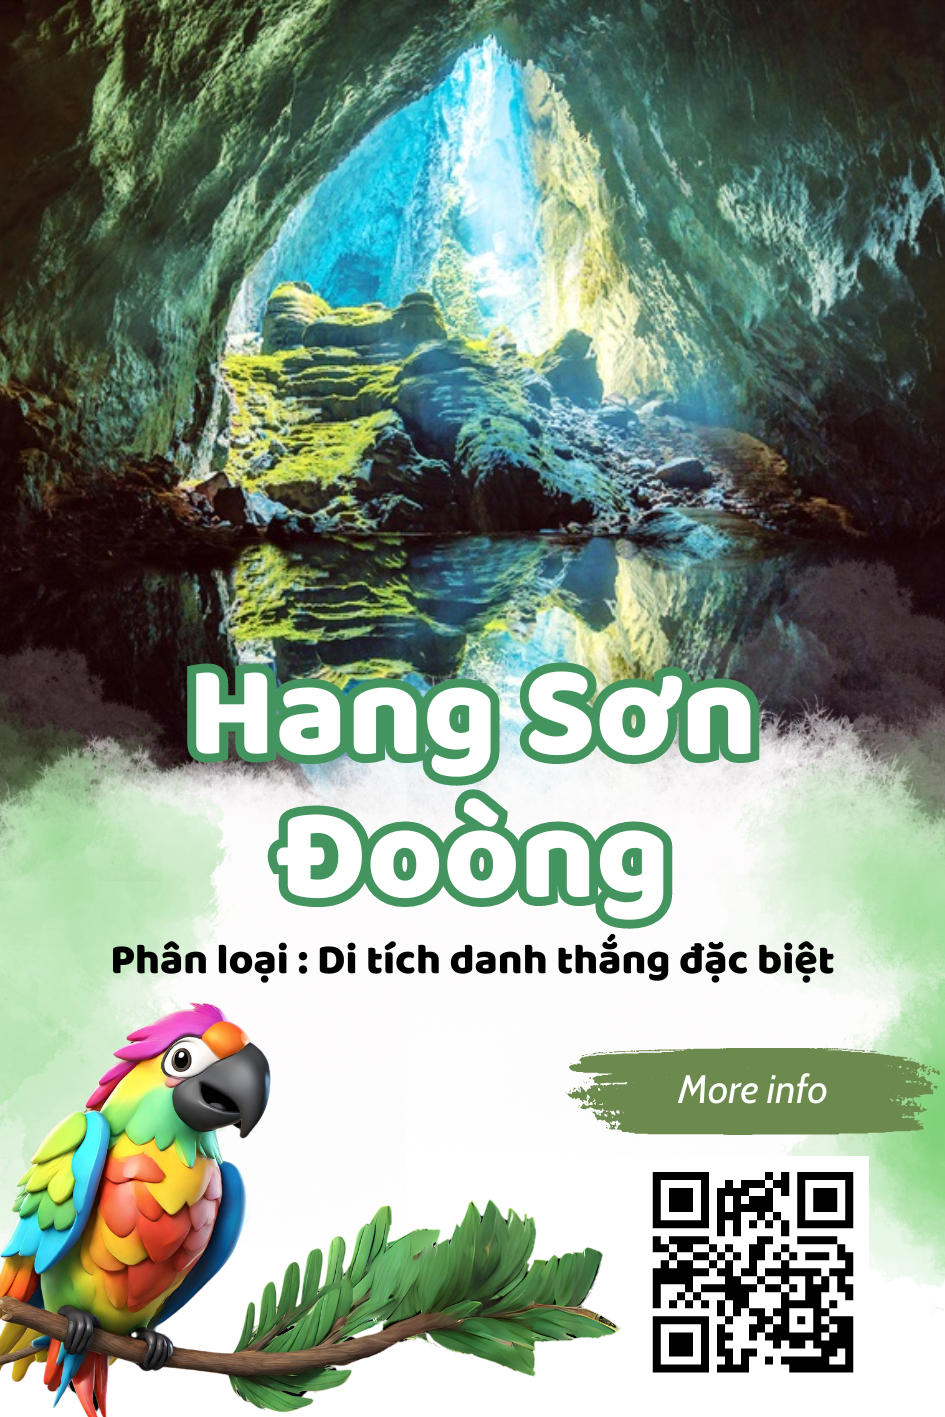 Hang Sơn
Đoòng
Phân loại : Di tích danh thắng đặc biệt
More info